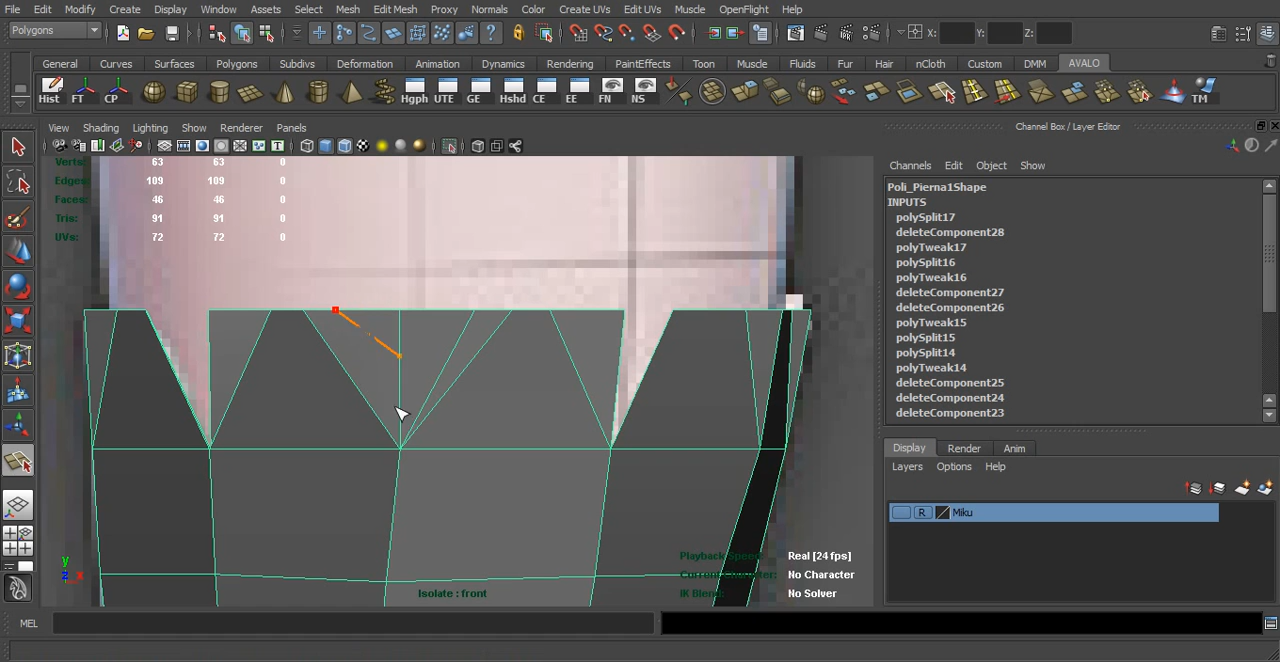 File Edit Modify Create Display Window Assets Select Mesh Edit Mesh Proxy Normals Color Create UVs Edit UVs Muscle OpenFlight Help
Polygons X: Y: Z:
General Curves Surfaces Polygons Subdivs Deformation Animation Dynamics Rendering PaintEffects Toon Muscle Fluids Fur Hair nCloth Custom DMM AVALO
Hist FT CP Hgph UTE GE Hshd CE EE FN NS TM
View Shading Lighting Show Renderer Panels
Channel Box / Layer Editor
Channels Edit Object Show
Verts: 63 63 0
Edges: 109 109 0
Faces: 46 46 0
Tris: 91 91 0
UVs: 72 72 0
Poli_Pierna1Shape
INPUTS
polySplit17
deleteComponent28
polyTweak17
polySplit16
polyTweak16
deleteComponent27
deleteComponent26
polyTweak15
polySplit15
polySplit14
polyTweak14
deleteComponent25
deleteComponent24
deleteComponent23
Display Render Anim
Layers Options Help
R Miku
Playback Speed: Real [24 fps]
Current Character: No Character
IK Blend: No Solver
y
z x
Isolate : front
MEL